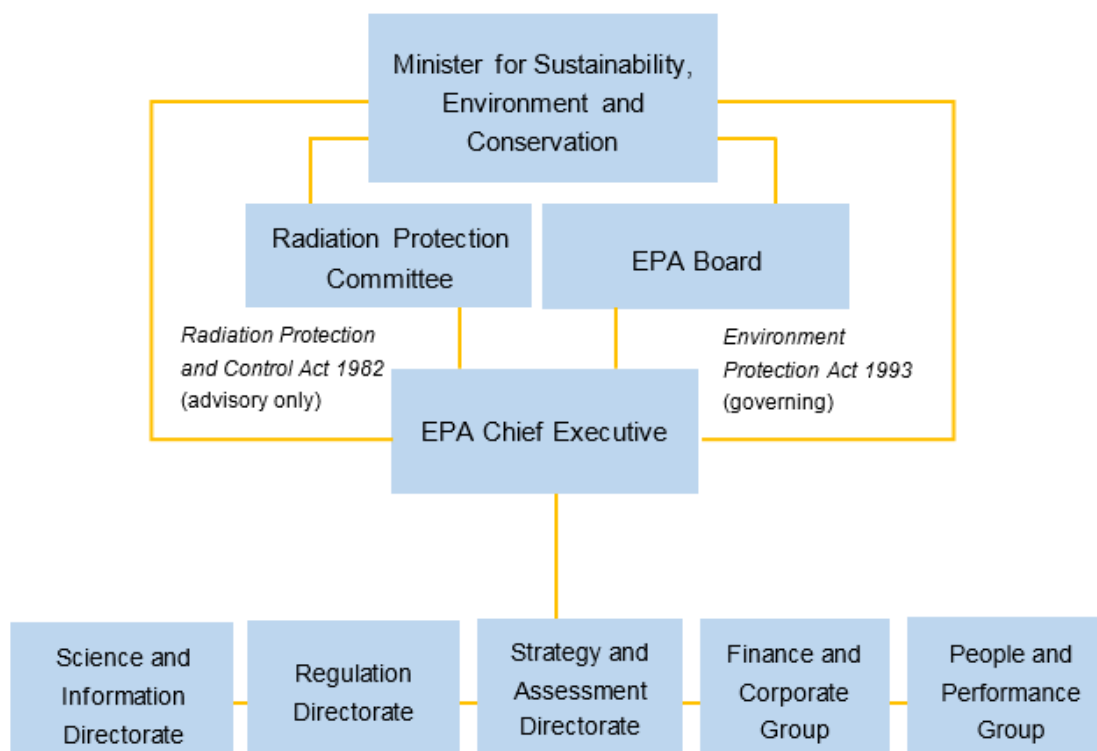 Minister for Sustainability,
Environment and
Conservation
Radiation Protection
Committee
EPA Board
Radiation Protection
and Control Act 1982
(advisory only)
Environment
Protection Act 1993
(governing)
EPA Chief Executive
Science and
Information
Directorate
Regulation
Directorate
Strategy and
Assessment
Directorate
Finance and
Corporate
Group
People and
Performance
Group